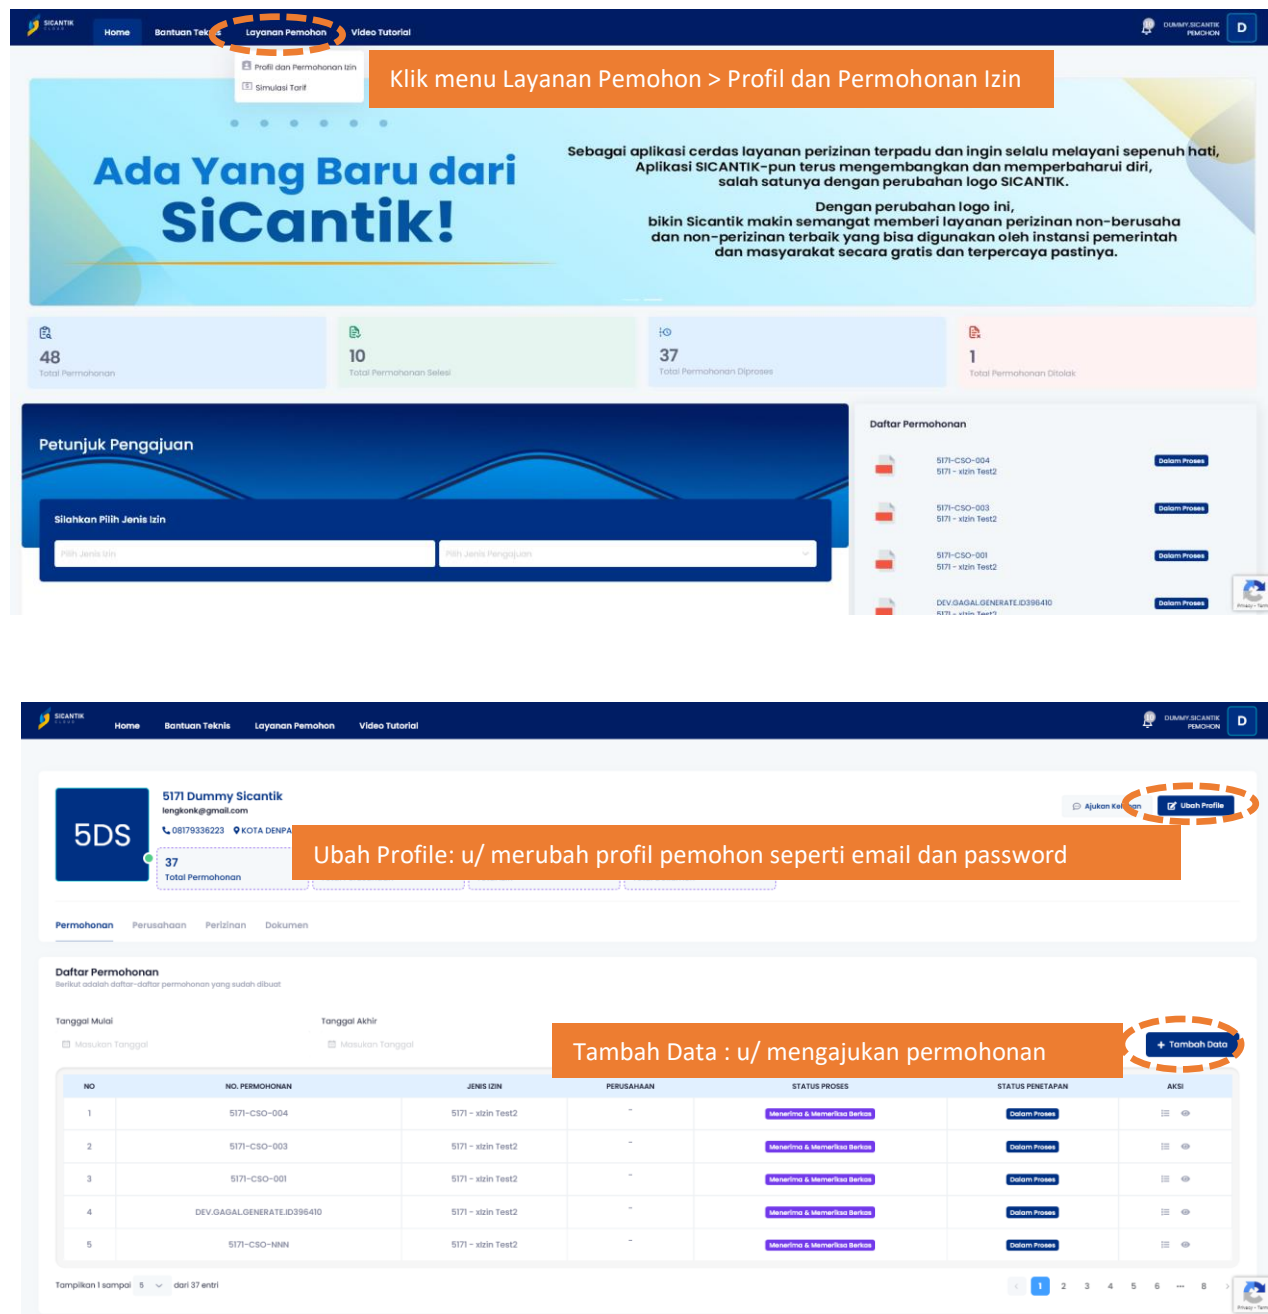 SICANTIK
CLOUD
Home Bantuan Teknis Layanan Pemohon Video Tutorial
10
DUMMY.SICANTIK
PEMOHON
D
Profil dan Permohonan Izin
Simulasi Tarif
Klik menu Layanan Pemohon > Profil dan Permohonan Izin
Ada Yang Baru dari
SiCantik!
Sebagai aplikasi cerdas layanan perizinan terpadu dan ingin selalu melayani sepenuh hati,
Aplikasi SICANTIK-pun terus mengembangkan dan memperbaharui diri,
salah satunya dengan perubahan logo SICANTIK.
Dengan perubahan logo ini,
bikin Sicantik makin semangat memberi layanan perizinan non-berusaha
dan non-perizinan terbaik yang bisa digunakan oleh instansi pemerintah
dan masyarakat secara gratis dan terpercaya pastinya.
48
Total Permohonan
10
Total Permohonan Selesi
37
Total Permohonan Diproses
1
Total Permohonan Ditolak
Petunjuk Pengajuan
Silahkan Pilih Jenis Izin
Pilih Jenis Izin
Pilih Jenis Pengajuan
Daftar Permohonan
5171-CSO-004
5171 - xIzin Test2
Dalam Proses
5171-CSO-003
5171 - xIzin Test2
Dalam Proses
5171-CSO-001
5171 - xIzin Test2
Dalam Proses
DEV.GAGAL.GENERATE.ID396410
5171 - xIzin Test2
Dalam Proses
SICANTIK
CLOUD
Home Bantuan Teknis Layanan Pemohon Video Tutorial
10
DUMMY.SICANTIK
PEMOHON
D
5DS
5171 Dummy Sicantik
lengkonk@gmail.com
08179336223 KOTA DENPA
37
Total Permohonan
Ajukan
Ubah Profile
Ubah Profile: u/ merubah profil pemohon seperti email dan password
Permohonan Perusahaan Perizinan Dokumen
Daftar Permohonan
Berikut adalah daftar-daftar permohonan yang sudah dibuat
Tanggal Mulai Tanggal Akhir
Masukan Tanggal Masukan Tanggal
Tambah Data : u/ mengajukan permohonan
+ Tambah Data
NO NO. PERMOHONAN JENIS IZIN PERUSAHAAN STATUS PROSES STATUS PENETAPAN AKSI
1 5171-CSO-004 5171 - xIzin Test2 - Menerima & Memeriksa Berkas Dalam Proses
2 5171-CSO-003 5171 - xIzin Test2 - Menerima & Memeriksa Berkas Dalam Proses
3 5171-CSO-001 5171 - xIzin Test2 - Menerima & Memeriksa Berkas Dalam Proses
4 DEV.GAGAL.GENERATE.ID396410 5171 - xIzin Test2 - Menerima & Memeriksa Berkas Dalam Proses
5 5171-CSO-NNN 5171 - xIzin Test2 - Menerima & Memeriksa Berkas Dalam Proses
Tampilkan 1 sampai 5 dari 37 entri
< 1 2 3 4 5 6 ... 8 >